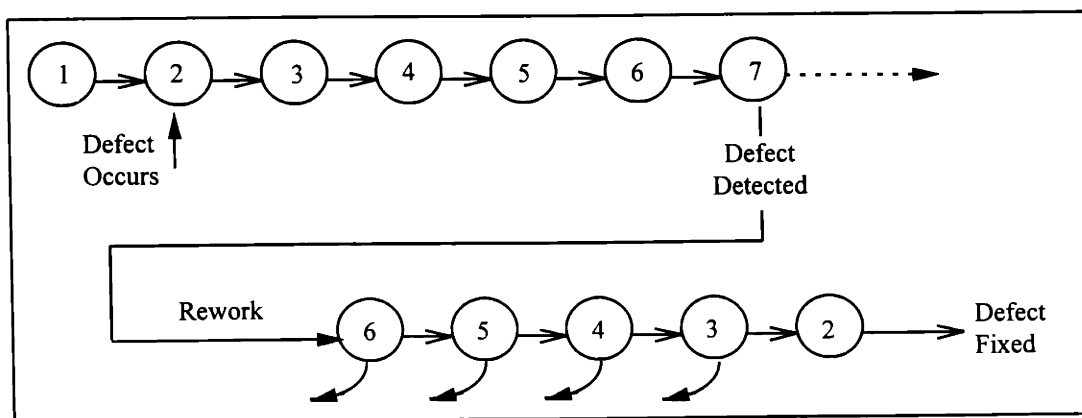 1 2 3 4 5 6 7
Defect
Occurs
Defect
Detected
Rework
6 5 4 3 2
Defect
Fixed